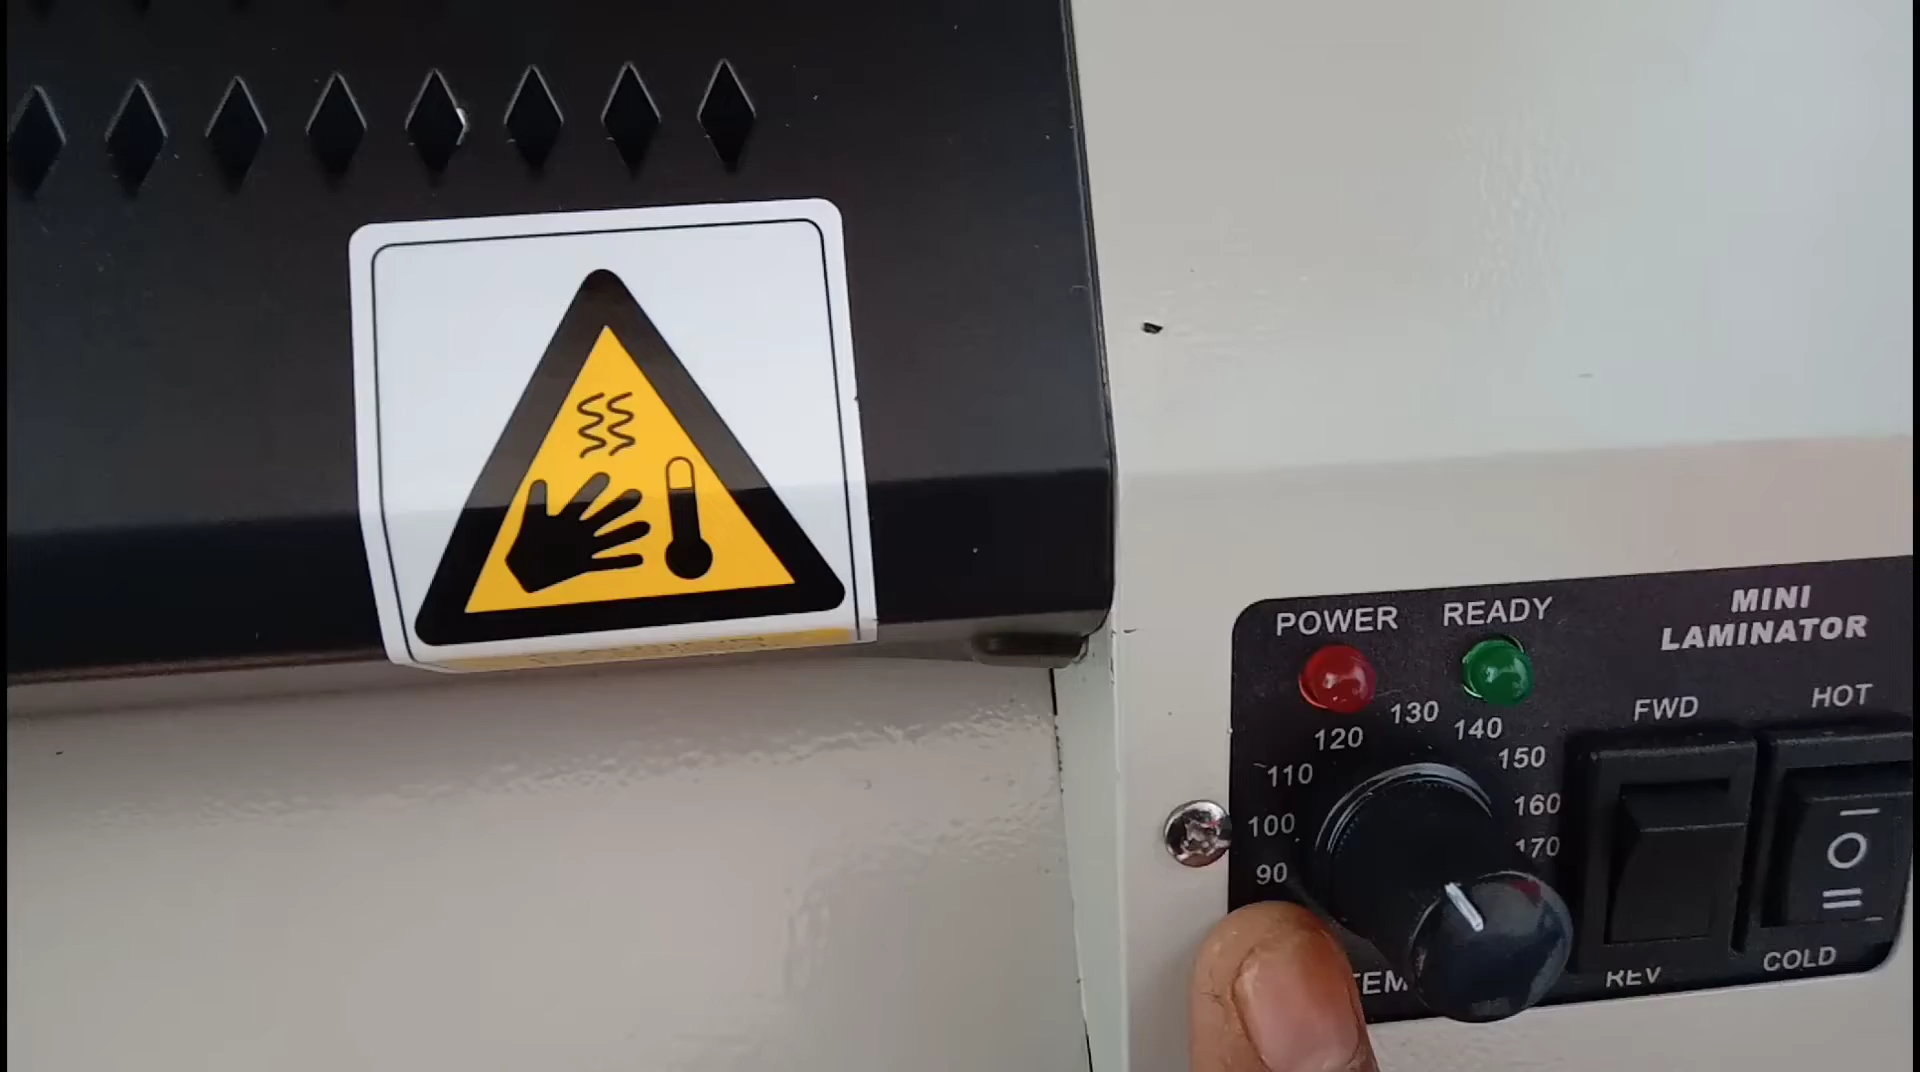 POWER READY
MINI
LAMINATOR
FWD
HOT
90
100
110
120
130
140
150
160
170
REV
COLD